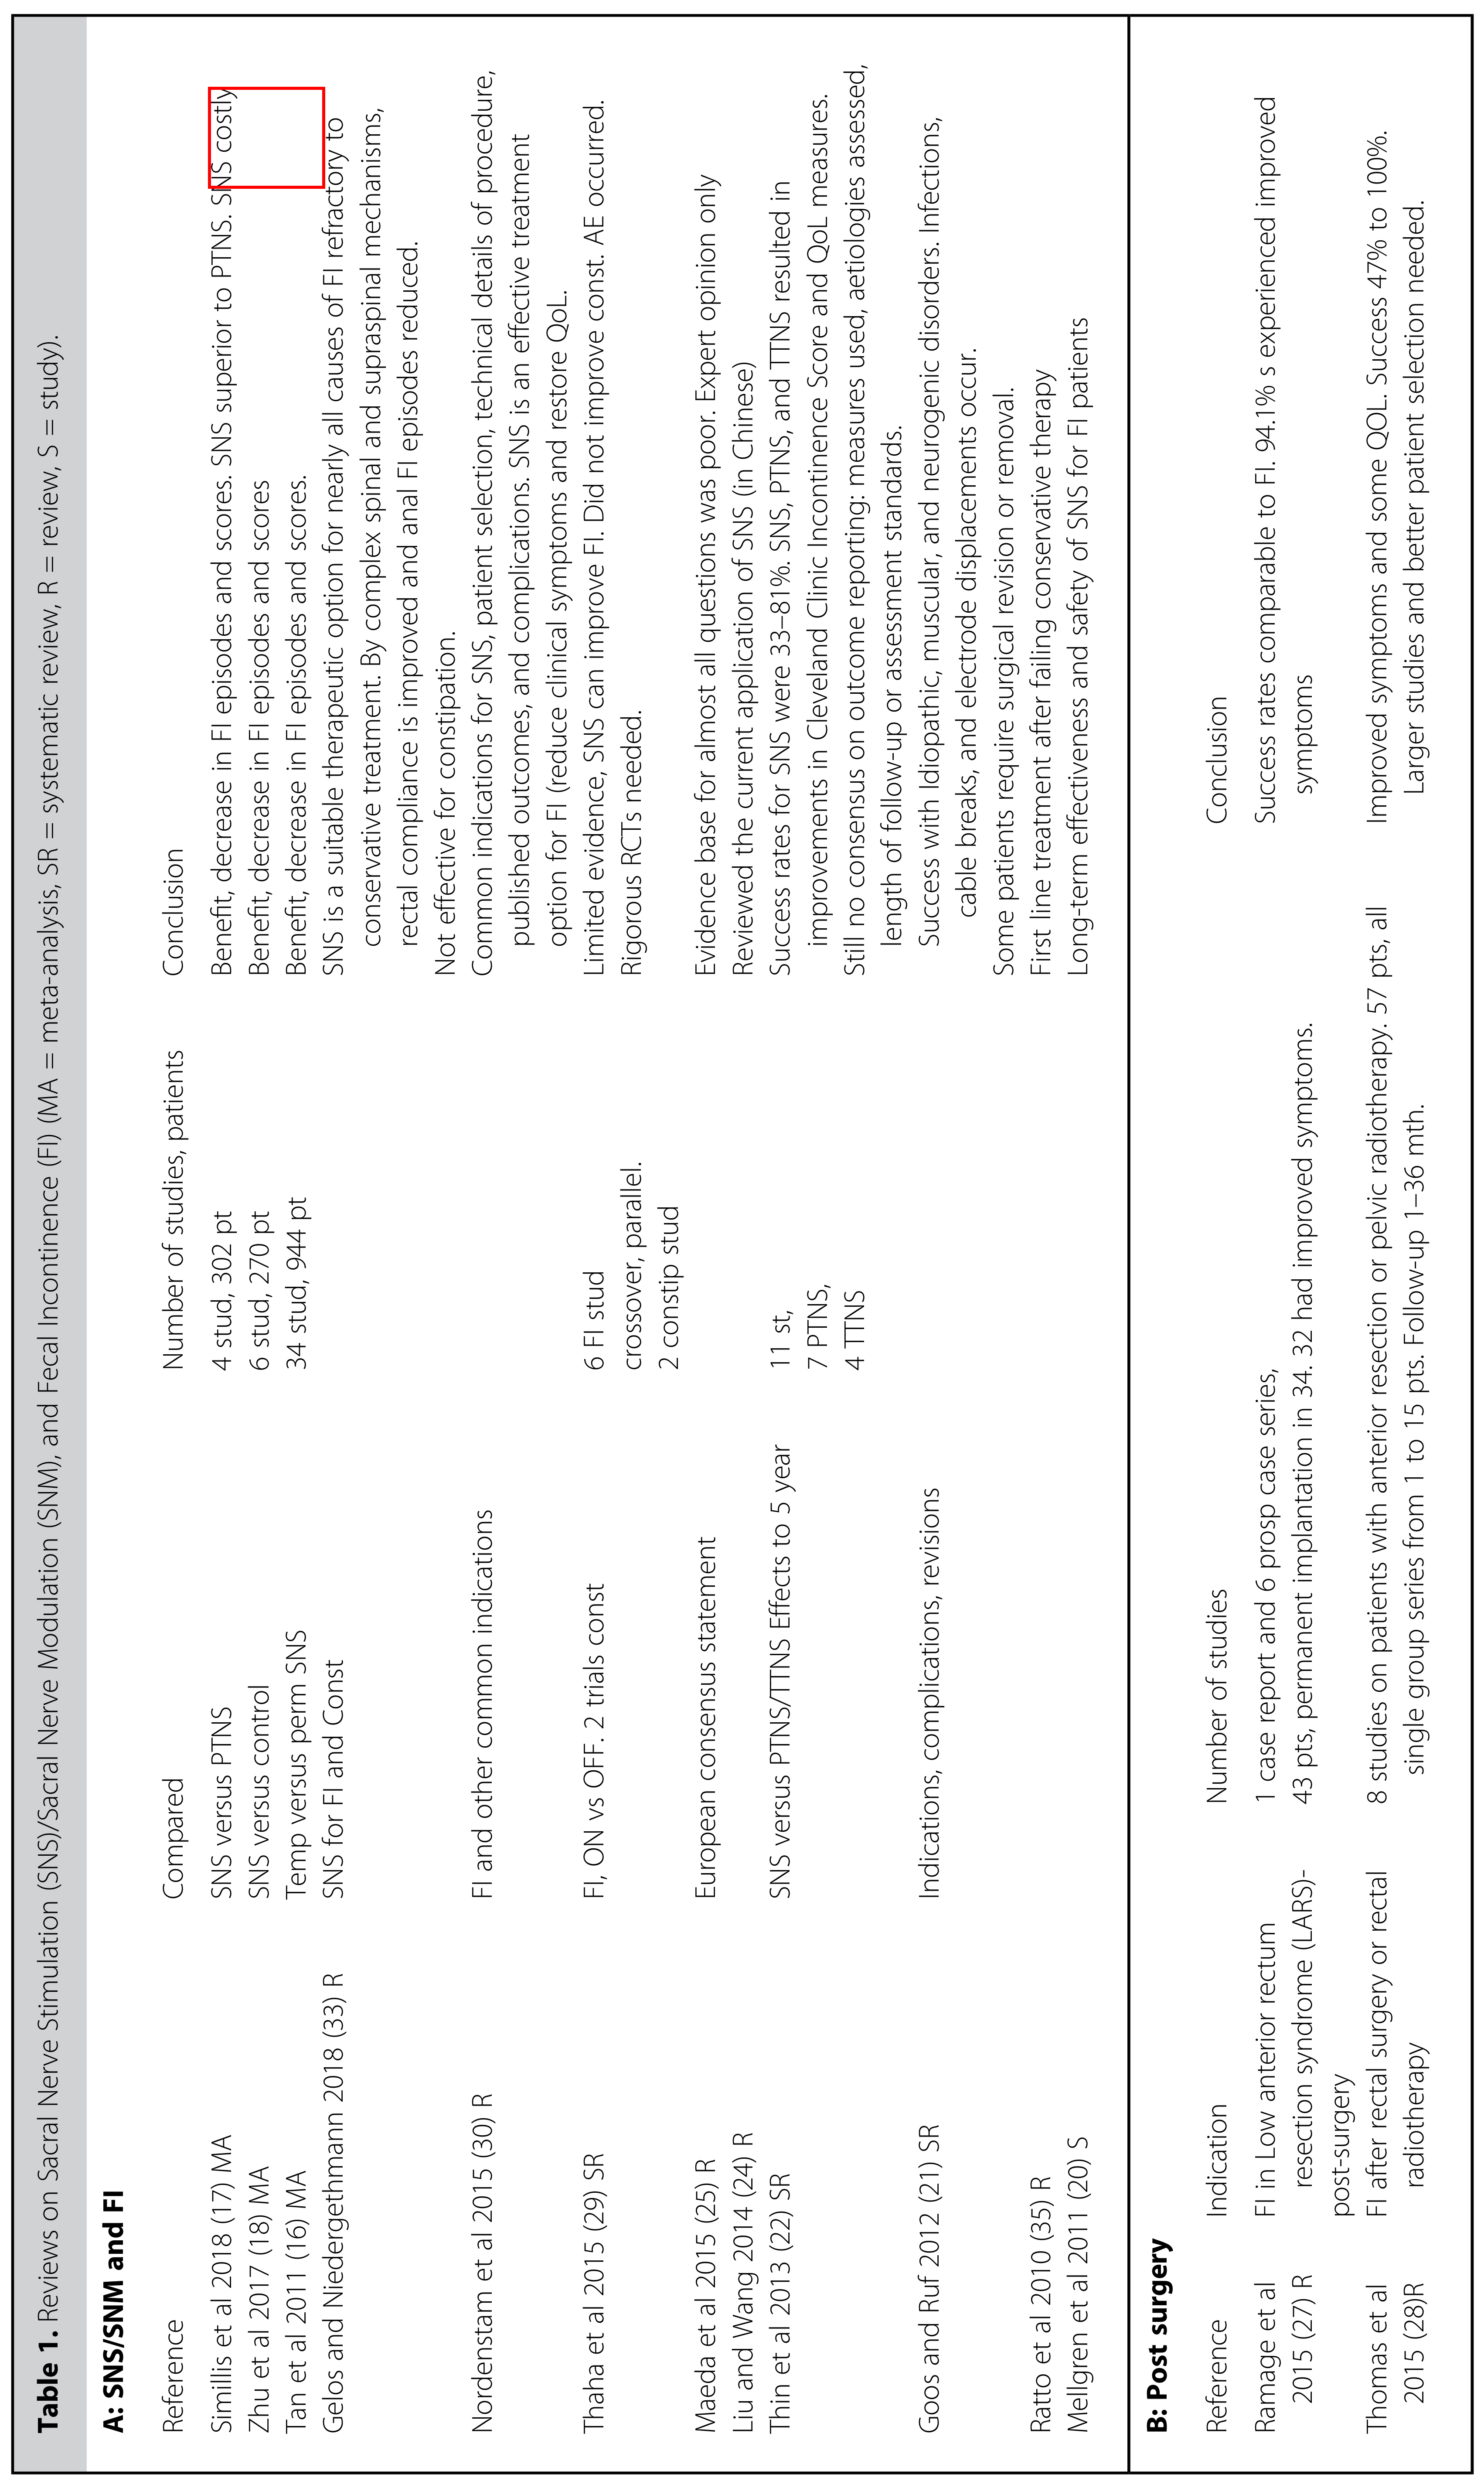 Table 1. Reviews on Sacral Nerve Stimulation (SNS)/Sacral Nerve Modulation (SNM), and Fecal Incontinence (FI) (MA = meta-analysis, SR = systematic review, R = review, S = study).
A: SNS/SNM and FI
Reference Compared Number of studies, patients Conclusion
Simillis et al 2018 (17) MA SNS versus PTNS 4 stud, 302 pt Benefit, decrease in FI episodes and scores. SNS superior to PTNS. SNS costly
Zhu et al 2017 (18) MA SNS versus control 6 stud, 270 pt Benefit, decrease in FI episodes and scores
Tan et al 2011 (16) MA Temp versus perm SNS 34 stud, 944 pt Benefit, decrease in FI episodes and scores.
Gelos and Niedergethmann 2018 (33) R SNS for FI and Const SNS is a suitable therapeutic option for nearly all causes of FI refractory to
conservative treatment. By complex spinal and supraspinal mechanisms,
rectal compliance is improved and anal FI episodes reduced.
Not effective for constipation.
Nordenstam et al 2015 (30) R FI and other common indications Common indications for SNS, patient selection, technical details of procedure,
published outcomes, and complications. SNS is an effective treatment
option for FI (reduce clinical symptoms and restore QoL.
Thaha et al 2015 (29) SR FI, ON vs OFF. 2 trials const 6 FI stud Limited evidence, SNS can improve FI. Did not improve const. AE occurred.
crossover, parallel. Rigorous RCTs needed.
2 constip stud
Maeda et al 2015 (25) R European consensus statement Evidence base for almost all questions was poor. Expert opinion only
Liu and Wang 2014 (24) R Reviewed the current application of SNS (in Chinese)
Thin et al 2013 (22) SR SNS versus PTNS/TTNS Effects to 5 year 11 st, Success rates for SNS were 33–81%. SNS, PTNS, and TTNS resulted in
7 PTNS, improvements in Cleveland Clinic Incontinence Score and QoL measures.
4 TTNS Still no consensus on outcome reporting: measures used, aetiologies assessed,
length of follow-up or assessment standards.
Goos and Ruf 2012 (21) SR Indications, complications, revisions Success with Idiopathic, muscular, and neurogenic disorders. Infections,
cable breaks, and electrode displacements occur.
Some patients require surgical revision or removal.
Ratto et al 2010 (35) R First line treatment after failing conservative therapy
Mellgren et al 2011 (20) S Long-term effectiveness and safety of SNS for FI patients
B: Post surgery
Reference Indication Number of studies Conclusion
Ramage et al FI in Low anterior rectum 1 case report and 6 prosp case series, Success rates comparable to FI. 94.1% s experienced improved
2015 (27) R resection syndrome (LARS)- 43 pts, permanent implantation in 34. 32 had improved symptoms. symptoms
post-surgery
Thomas et al FI after rectal surgery or rectal 8 studies on patients with anterior resection or pelvic radiotherapy. 57 pts, all Improved symptoms and some QOL. Success 47% to 100%.
2015 (28)R radiotherapy single group series from 1 to 15 pts. Follow-up 1–36 mth. Larger studies and better patient selection needed.